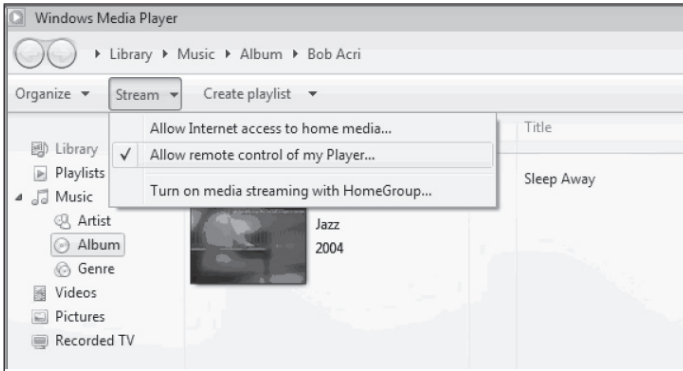 Windows Media Player
Library Music Album Bob Acri
Organize Stream Create playlist
Allow Internet access to home media...
Allow remote control of my Player...
Turn on media streaming with HomeGroup...
Title
Library
Playlists
Music
Artist
Album
Genre
Videos
Pictures
Recorded TV
Jazz
2004
Sleep Away